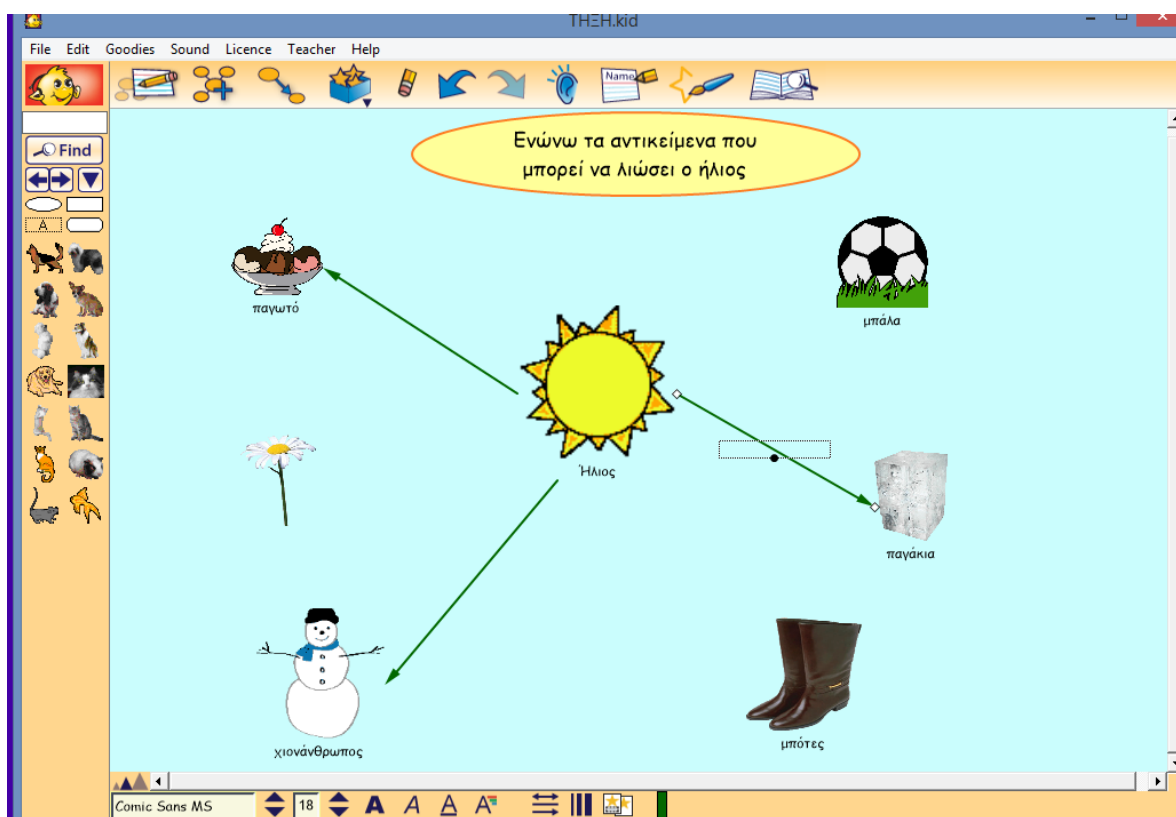 ΤΗΞΗ.kid
File Edit Goodies Sound Licence Teacher Help
Name
Find
A
Ενώνω τα αντικείμενα που
μπορεί να λιώσει ο ήλιος
παγωτό
μπάλα
Ήλιος
παγάκια
χιονάνθρωπος
μπότες
Comic Sans MS 18 A A A A